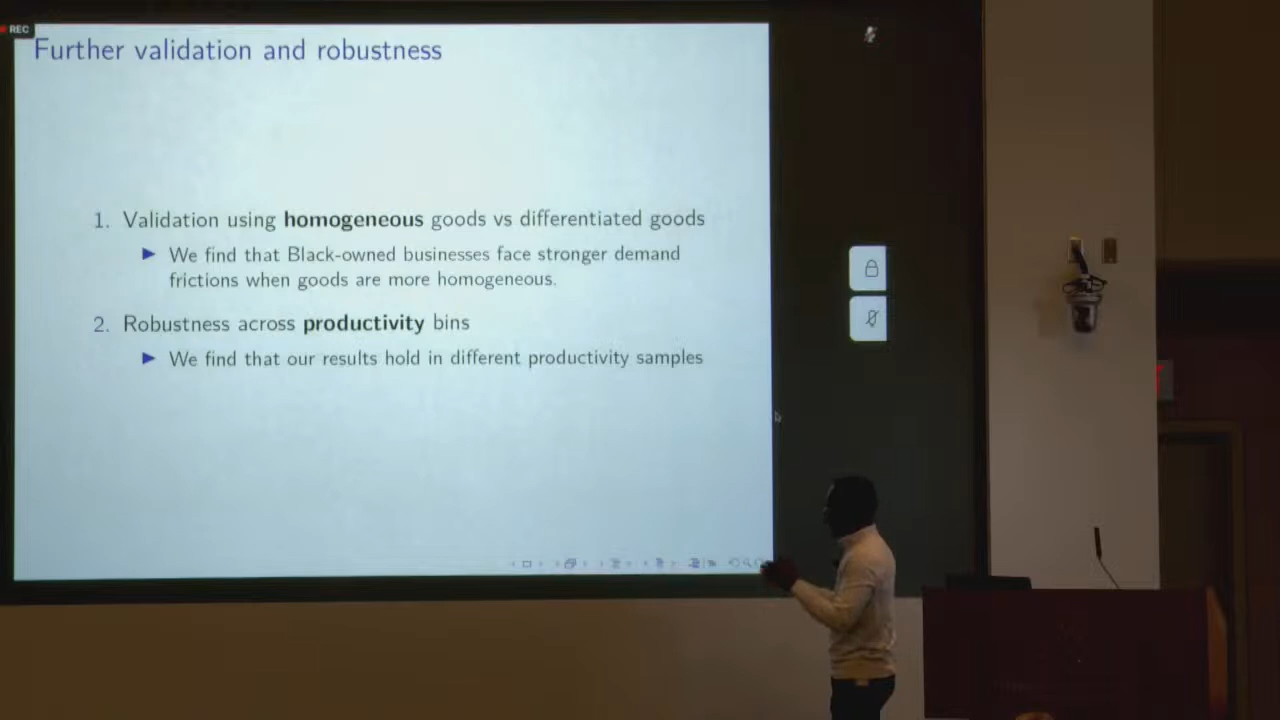 REC
Further validation and robustness
1. Validation using homogeneous goods vs differentiated goods
We find that Black-owned businesses face stronger demand
frictions when goods are more homogeneous.
2. Robustness across productivity bins
We find that our results hold in different productivity samples